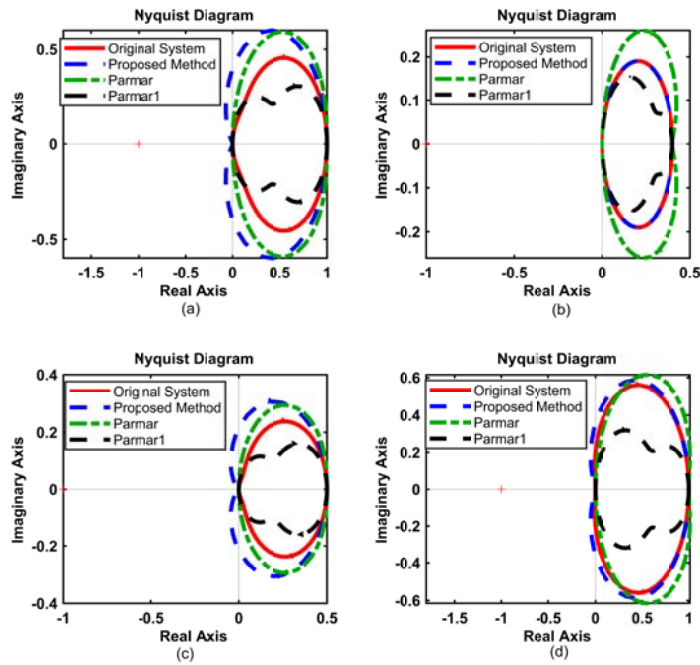 Nyquist Diagram
Original System
Proposed Method
Parmar
Parmar1
Imaginary Axis
0.5
0
-0.5
-1.5 -1 -0.5 0 0.5 1
Real Axis
(a)
Nyquist Diagram
Original System
Proposed Method
Parmar
Parmar1
Imaginary Axis
0.2
0.1
0
-0.1
-0.2
-1 -0.5 0 0.5
Real Axis
(b)
Nyquist Diagram
Original System
Proposed Method
Parmar
Parmar1
Imaginary Axis
0.4
0.2
0
-0.2
-0.4
-1 -0.5 0 0.5
Real Axis
(c)
Nyquist Diagram
Original System
Proposed Method
Parmar
Parmar1
Imaginary Axis
0.6
0.4
0.2
0
-0.2
-0.4
-0.6
-1.5 -1 -0.5 0 0.5 1
Real Axis
(d)